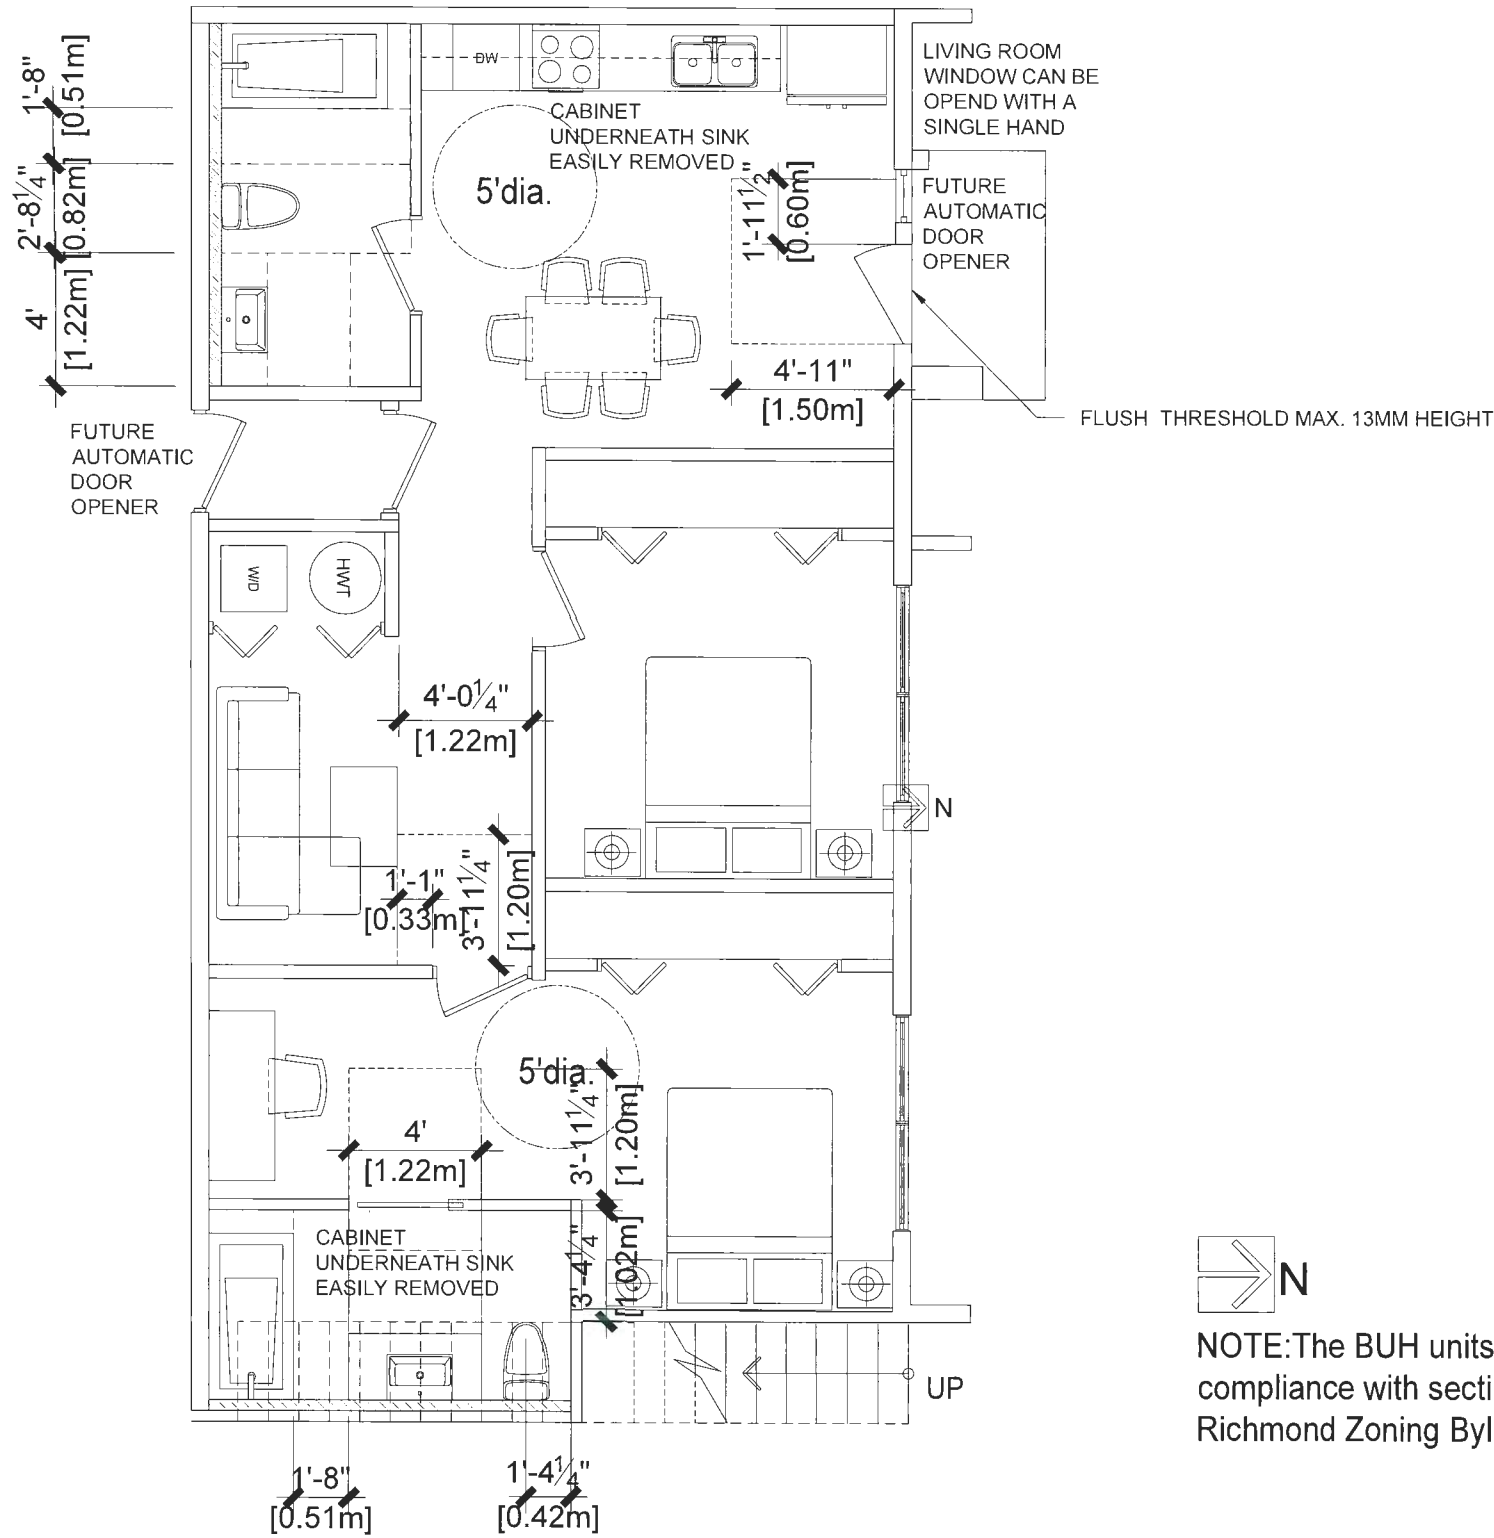 1'-8"
[0.51m]
2'-8¼"
[0.82m]
4'
[1.22m]
DW
CABINET
UNDERNEATH SINK
EASILY REMOVED
5'dia.
LIVING ROOM
WINDOW CAN BE
OPEND WITH A
SINGLE HAND
1'-11½"
[0.60m]
FUTURE
AUTOMATIC
DOOR
OPENER
4'-11"
[1.50m]
FLUSH THRESHOLD MAX. 13MM HEIGHT
FUTURE
AUTOMATIC
DOOR
OPENER
W/D
HWT
4'-0¼"
[1.22m]
N
1'-1"
[0.33m]
3'-11¼"
[1.20m]
5'dia.
3'-11¼"
[1.20m]
4'
[1.22m]
CABINET
UNDERNEATH SINK
EASILY REMOVED
3'-4¼"
[1.02m]
UP
1'-8"
[0.51m]
1'-4¼"
[0.42m]
N
NOTE:The BUH units
compliance with secti
Richmond Zoning Byl